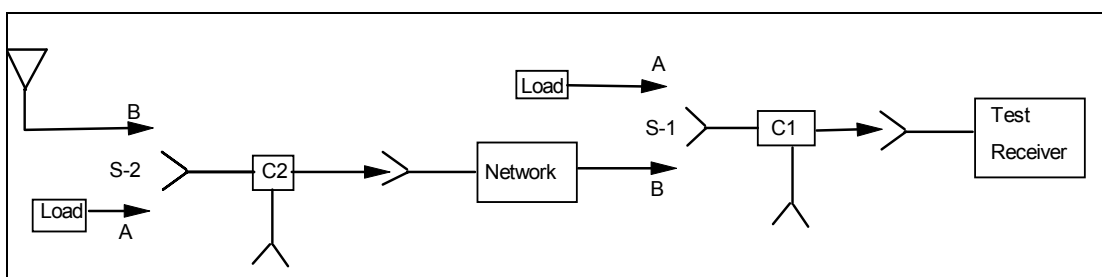 A
Load
B
S-1
C1
Test
Receiver
S-2
C2
Network
B
Load
A